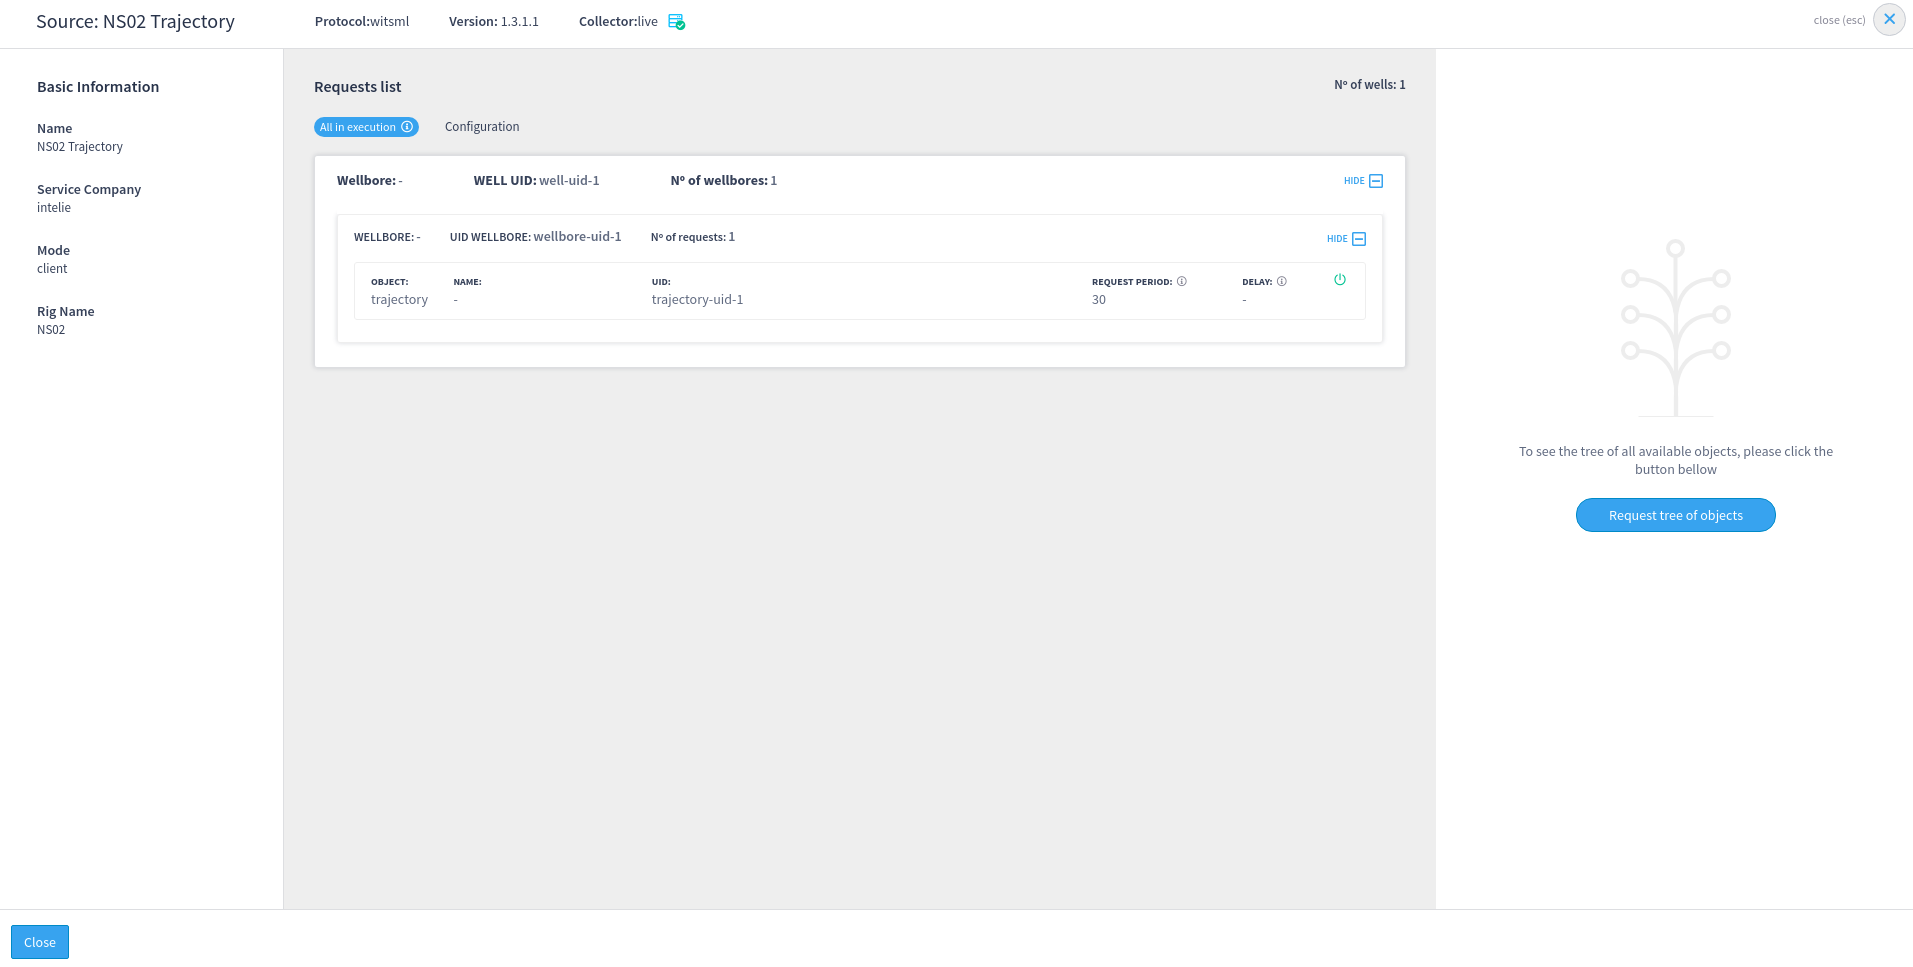 Source: NS02 Trajectory
Protocol:witsml
Version: 1.3.1.1
Collector:live
close (esc)
Basic Information
Name
NS02 Trajectory
Service Company
intelie
Mode
client
Rig Name
NS02
Requests list
Nº of wells: 1
All in execution
Configuration
Wellbore: -
WELL UID: well-uid-1
Nº of wellbores: 1
HIDE
WELLBORE: -
UID WELLBORE: wellbore-uid-1
Nº of requests: 1
HIDE
OBJECT:
trajectory
NAME:
-
UID:
trajectory-uid-1
REQUEST PERIOD:
30
DELAY:
-
To see the tree of all available objects, please click the
button bellow
Request tree of objects
Close